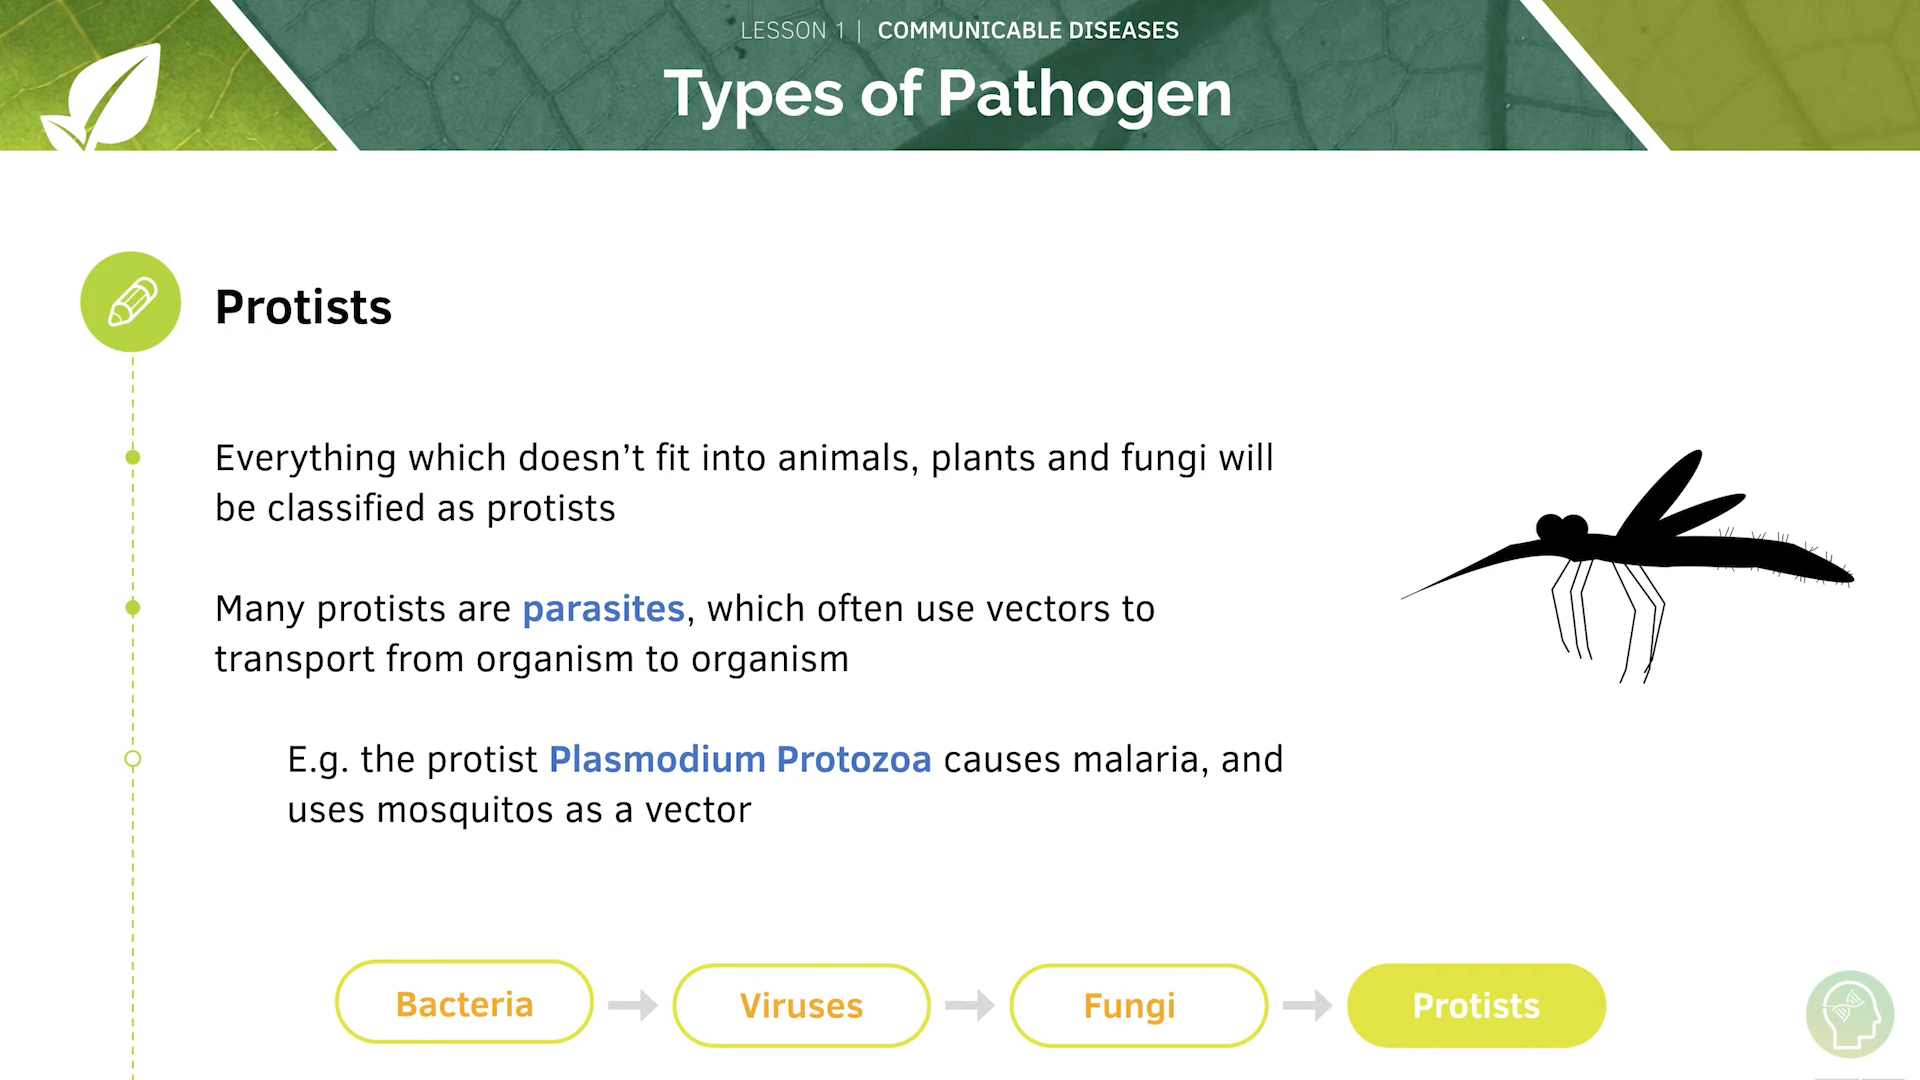 LESSON 1 | COMMUNICABLE DISEASES
Types of Pathogen
Protists
Everything which doesn’t fit into animals, plants and fungi will
be classified as protists
Many protists are parasites, which often use vectors to
transport from organism to organism
E.g. the protist Plasmodium Protozoa causes malaria, and
uses mosquitos as a vector
Bacteria
Viruses
Fungi
Protists